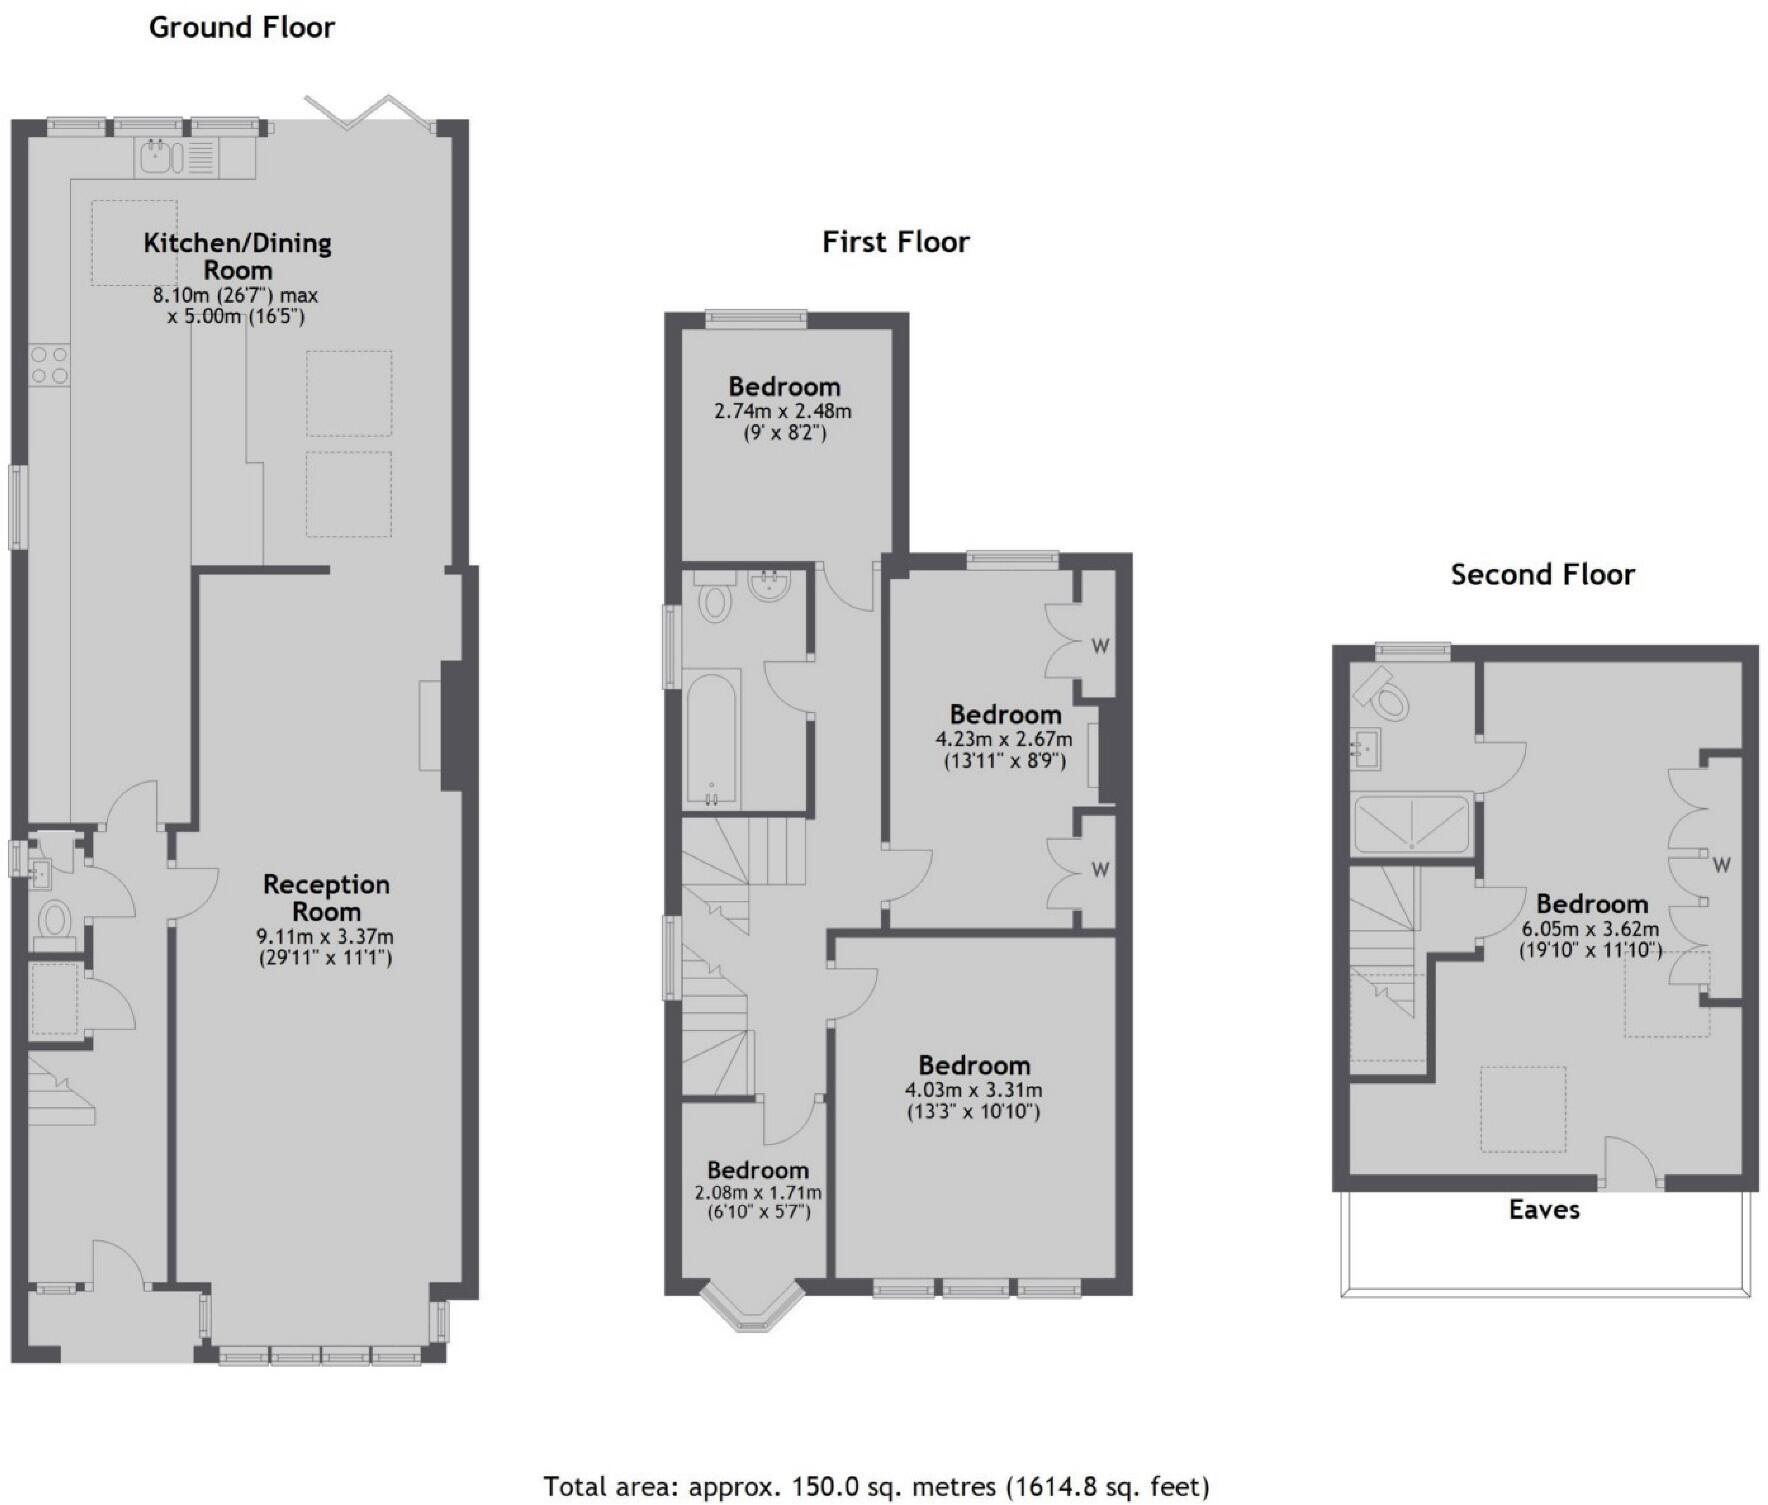 Ground Floor
Kitchen/Dining
Room
8.10m (26'7") max
x 5.00m (16'5")
Reception
Room
9.11m x 3.37m
(29'11" x 11'1")
First Floor
Bedroom
2.74m x 2.48m
(9' x 8'2")
W
Bedroom
4.23m x 2.67m
(13'11" x 8'9")
W
Bedroom
4.03m x 3.31m
(13'3" x 10'10")
Bedroom
2.08m x 1.71m
(6'10" x 5'7")
Second Floor
W
Bedroom
6.05m x 3.62m
(19'10" x 11'10")
Eaves
Total area: approx. 150.0 sq. metres (1614.8 sq. feet)